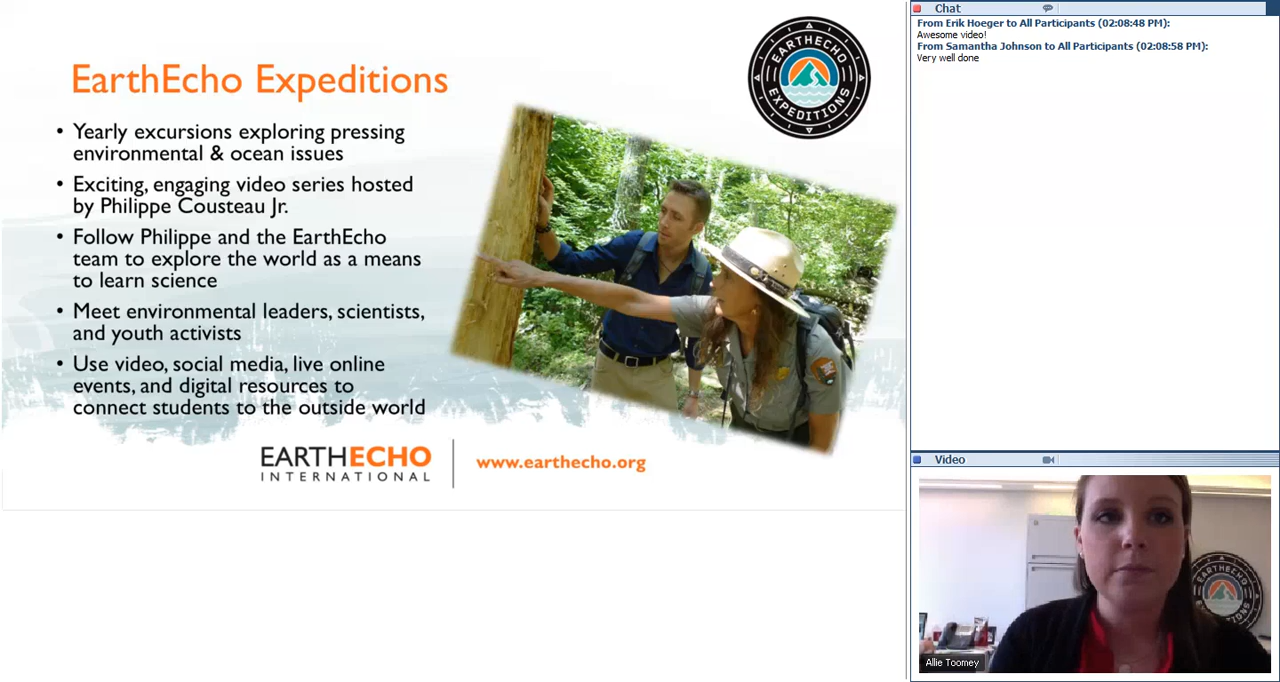 EarthEcho Expeditions
EARTHECHO
EXPEDITIONS
• Yearly excursions exploring pressing
environmental & ocean issues
• Exciting, engaging video series hosted
by Philippe Cousteau Jr.
• Follow Philippe and the EarthEcho
team to explore the world as a means
to learn science
• Meet environmental leaders, scientists,
and youth activists
• Use video, social media, live online
events, and digital resources to
connect students to the outside world
EARTHECHO
INTERNATIONAL
www.earthecho.org
Chat
From Erik Hoeger to All Participants (02:08:48 PM):
Awesome video!
From Samantha Johnson to All Participants (02:08:58 PM):
Very well done
Video
EARTHECHO
EXPEDITIONS
Allie Toomey